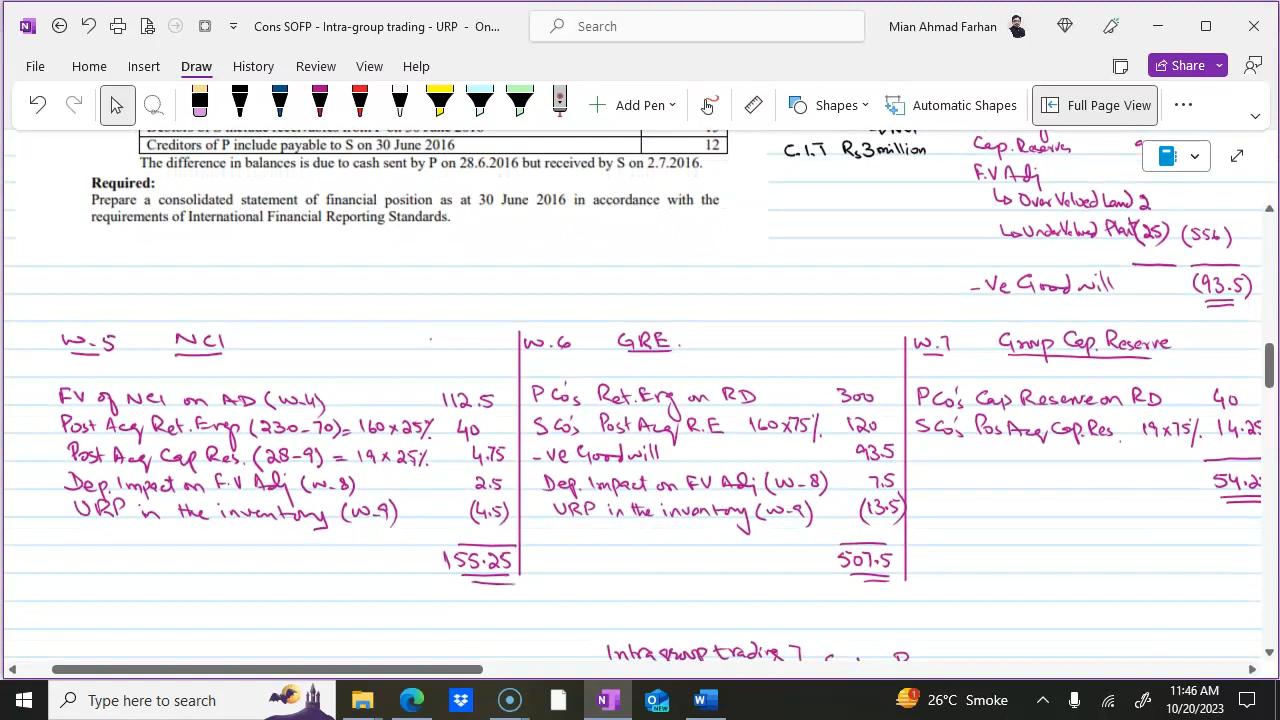 Cons SOFP - Intra-group trading - URP - On...
Search
Mian Ahmad Farhan
File Home Insert Draw History Review View Help
Share
Add Pen
Shapes
Automatic Shapes
Full Page View
Creditors of P include payable to S on 30 June 2016 12
The difference in balances is due to cash sent by P on 28.6.2016 but received by S on 2.7.2016.
Required:
Prepare a consolidated statement of financial position as at 30 June 2016 in accordance with the
requirements of International Financial Reporting Standards.
C.I.T Rs 3 million
Cap. Reserves
F.V Adj
↳ Over Valued Land 2
↳ Under Valued Plant (25) (556)
-Ve Good will (93.5)
W.5 NCI
FV of NCI on AD (W.4) 112.5
Post Acq Ret. Erng (230-70) = 160 x 25% 40
Post Acq Cap Res. (28-9) = 19 x 25% 4.75
Dep. Impact on F.V Adj (W-8) 2.5
URP in the inventory (W-9) (4.5)
155.25
W.6 GRE.
P Co's Ret. Erg on RD 300
S Co's Post Acq R.E 160 x 75% 120
-ve Good will 93.5
Dep. Impact on FV Adj (W-8) 7.5
URP in the inventory (W-9) (13.5)
507.5
W.7 Group Cap. Reserve
P Co's Cap Reserve on RD 40
S Co's Pos Acq Cap. Res. 19 x 75% 14.25
54.2
Intra group trading
Type here to search
26°C Smoke
11:46 AM
10/20/2023